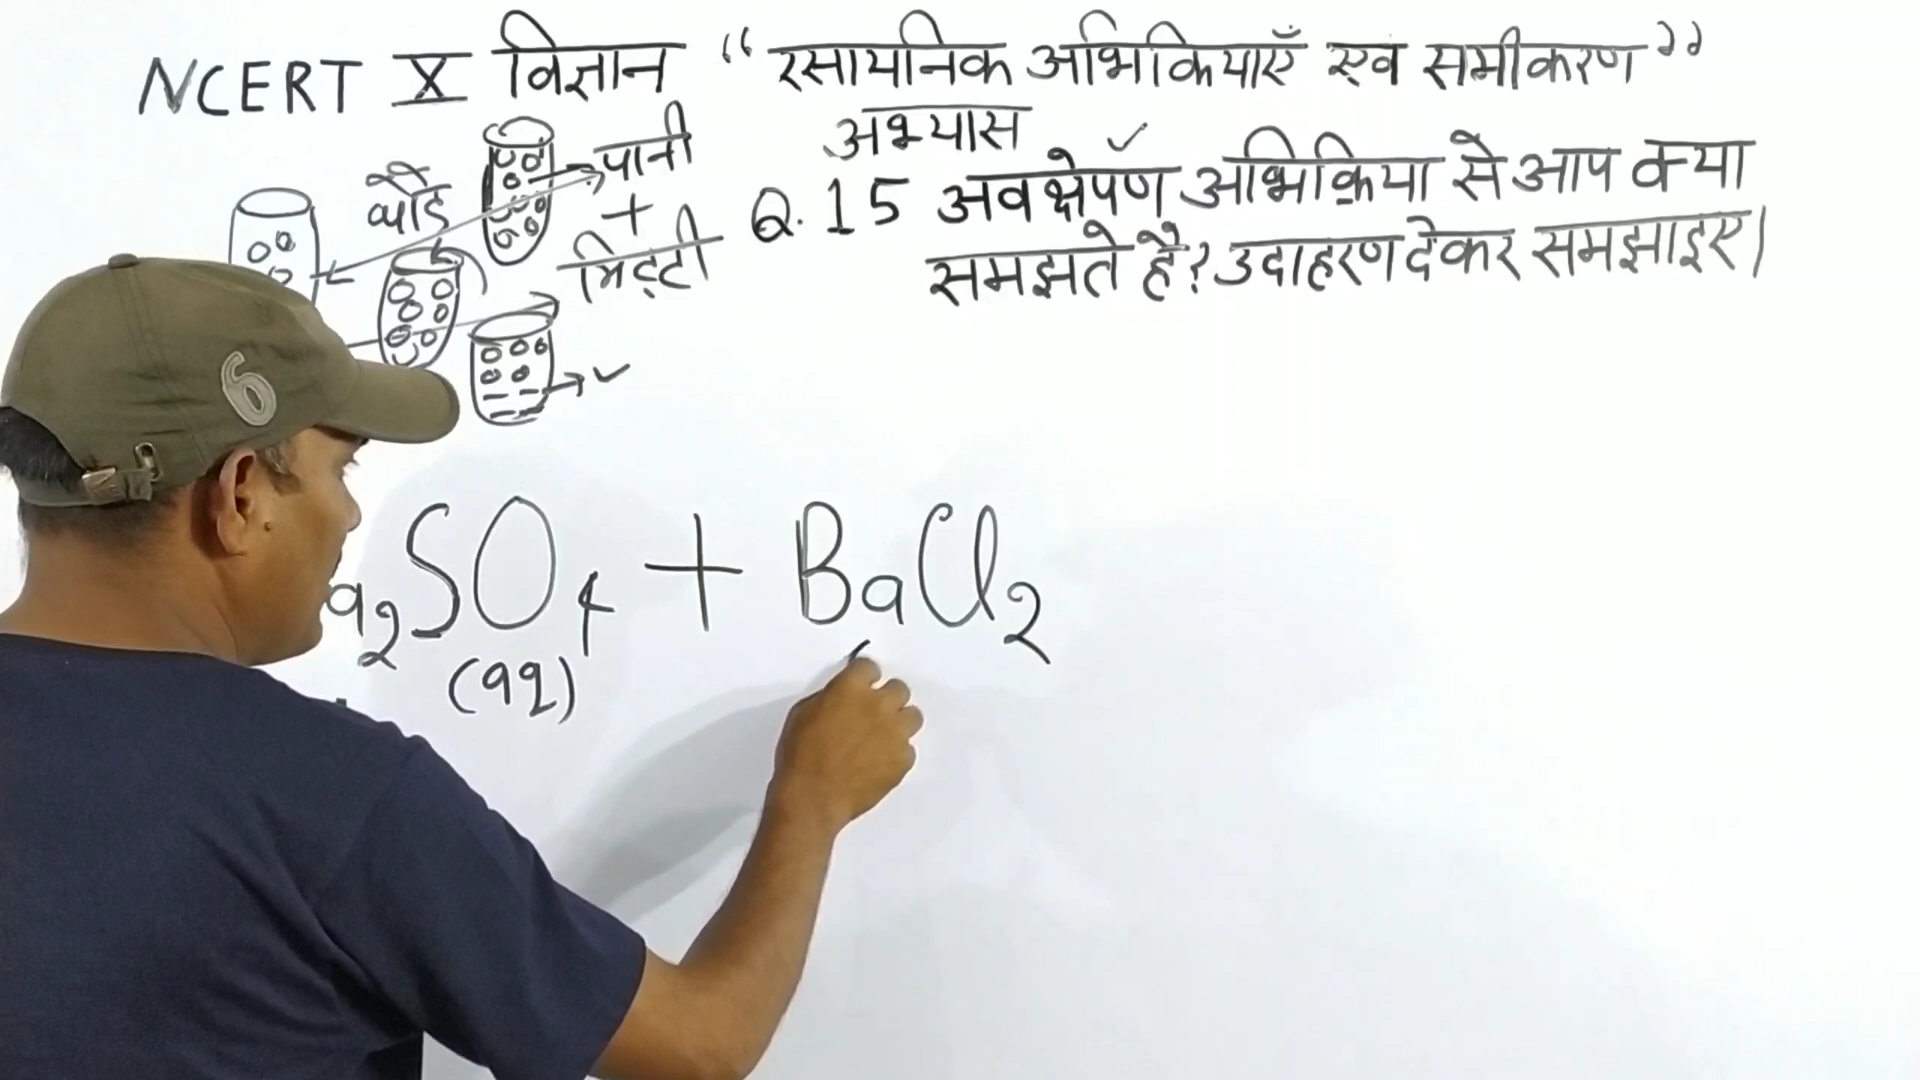 NCERT X विज्ञान “रसायनिक अभिक्रियाएँ एवं समीकरण”
अभ्यास
Q. 15 अवक्षेपण अभिक्रिया से आप क्या
समझते है? उदाहरण देकर समझाइए।
पानी
+
मिट्टी
6
a₂SO₄ + BaCl₂
(aq)